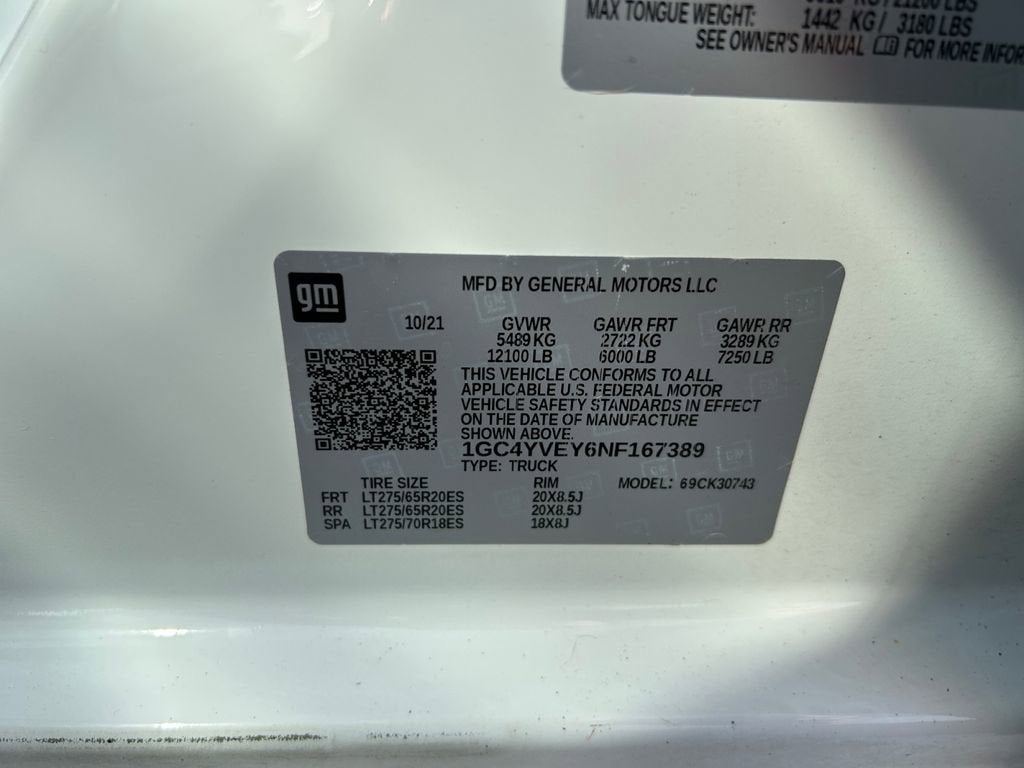 21200 LBS
MAX TONGUE WEIGHT: 1442 KG / 3180 LBS
SEE OWNER'S MANUAL FOR MORE
gm
MFD BY GENERAL MOTORS LLC
10/21 GVWR GAWR FRT GAWR RR
5489 KG 2722 KG 3289 KG
12100 LB 6000 LB 7250 LB
THIS VEHICLE CONFORMS TO ALL
APPLICABLE U.S. FEDERAL MOTOR
VEHICLE SAFETY STANDARDS IN EFFECT
ON THE DATE OF MANUFACTURE
SHOWN ABOVE.
1GC4YVEY6NF167389
TYPE: TRUCK
TIRE SIZE RIM MODEL: 69CK30743
FRT LT275/65R20ES 20X8.5J
RR LT275/65R20ES 20X8.5J
SPA LT275/70R18ES 18X8J